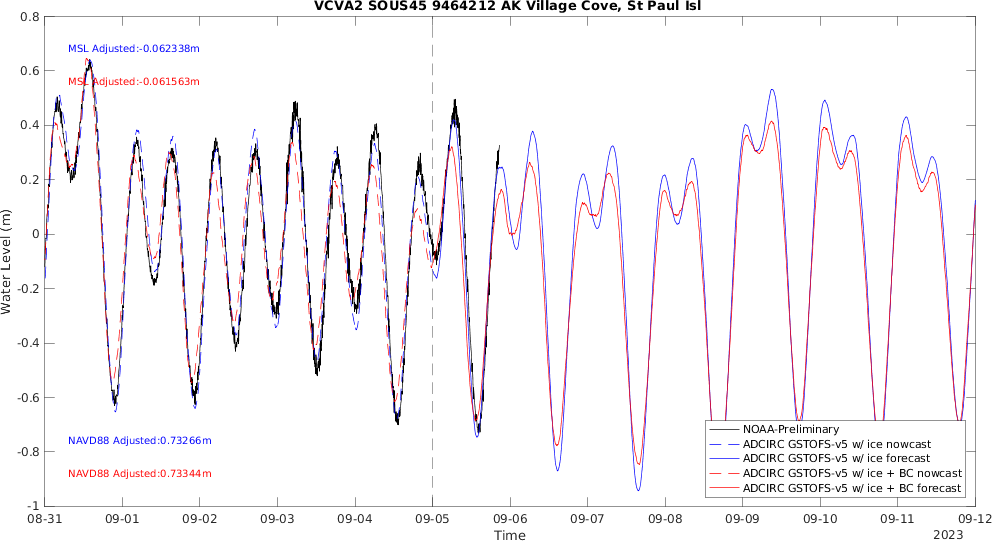 VCVA2 SOUS45 9464212 AK Village Cove, St Paul Isl
0.8
0.6
0.4
0.2
0
-0.2
-0.4
-0.6
-0.8
-1
Water Level (m)
MSL Adjusted:-0.062338m
MSL Adjusted:-0.061563m
NAVD88 Adjusted:0.73266m
NAVD88 Adjusted:0.73344m
NOAA-Preliminary
ADCIRC GSTOFS-v5 w/ ice nowcast
ADCIRC GSTOFS-v5 w/ ice forecast
ADCIRC GSTOFS-v5 w/ ice + BC nowcast
ADCIRC GSTOFS-v5 w/ ice + BC forecast
08-31 09-01 09-02 09-03 09-04 09-05 09-06 09-07 09-08 09-09 09-10 09-11 09-12
Time
2023